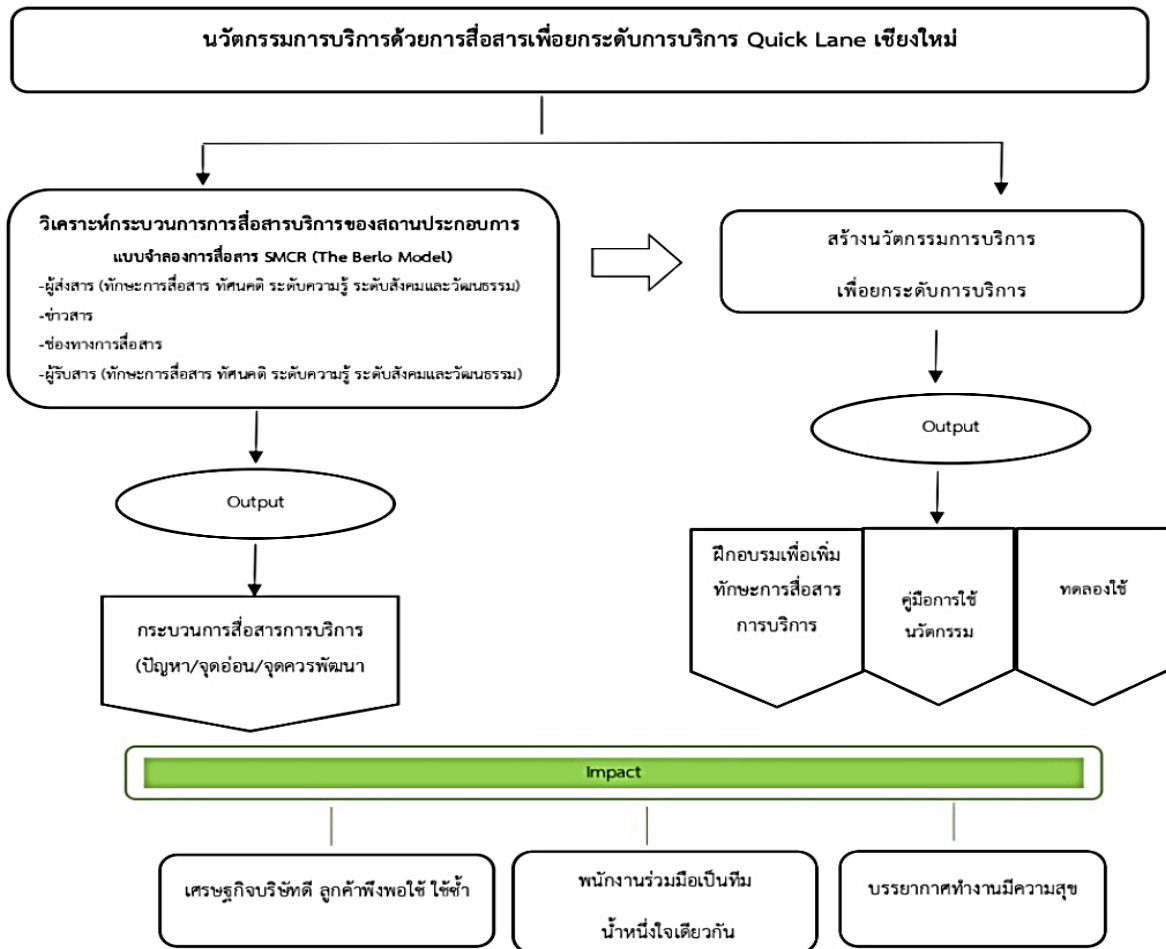 นวัตกรรมการบริการด้วยการสื่อสารเพื่อยกระดับการบริการ Quick Lane เชียงใหม่
วิเคราะห์กระบวนการการสื่อสารบริการของสถานประกอบการ
แบบจำลองการสื่อสาร SMCR (The Berlo Model)
-ผู้ส่งสาร (ทักษะการสื่อสาร ทัศนคติ ระดับความรู้ ระดับสังคมและวัฒนธรรม)
-ข่าวสาร
-ช่องทางการสื่อสาร
-ผู้รับสาร (ทักษะการสื่อสาร ทัศนคติ ระดับความรู้ ระดับสังคมและวัฒนธรรม)
สร้างนวัตกรรมการบริการ
เพื่อยกระดับการบริการ
Output
Output
กระบวนการสื่อสารการบริการ
(ปัญหา/จุดอ่อน/จุดควรพัฒนา
ฝึกอบรมเพื่อเพิ่ม
ทักษะการสื่อสาร
การบริการ
คู่มือการใช้
นวัตกรรม
ทดลองใช้
Impact
เศรษฐกิจบริษัทดี ลูกค้าพึงพอใช้ ใช้ซ้ำ
พนักงานร่วมมือเป็นทีม
น้ำหนึ่งใจเดียวกัน
บรรยากาศทำงานมีความสุข